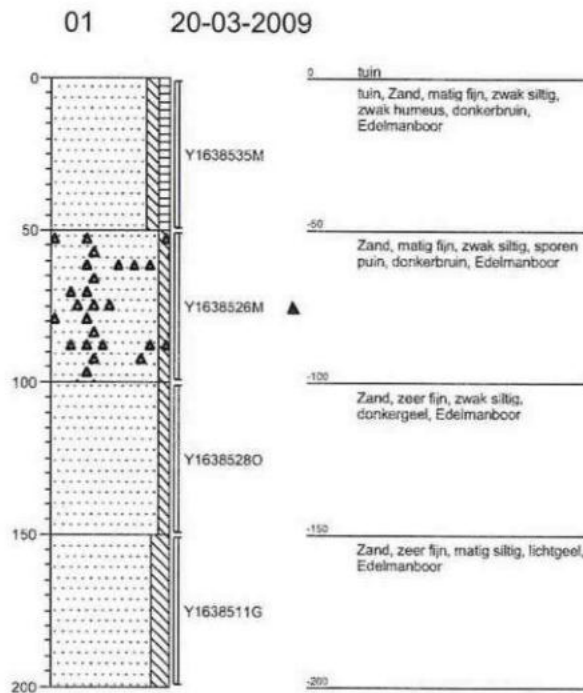 01 20-03-2009
0
50
100
150
200
Y1638535M
Y1638526M
Y1638528O
Y1638511G
0 tuin
tuin, Zand, matig fijn, zwak siltig,
zwak humeus, donkerbruin,
Edelmanboor
-50
Zand, matig fijn, zwak siltig, sporen
puin, donkerbruin, Edelmanboor
-100
Zand, zeer fijn, zwak siltig,
donkergeel, Edelmanboor
-150
Zand, zeer fijn, matig siltig, lichtgeel,
Edelmanboor
-200